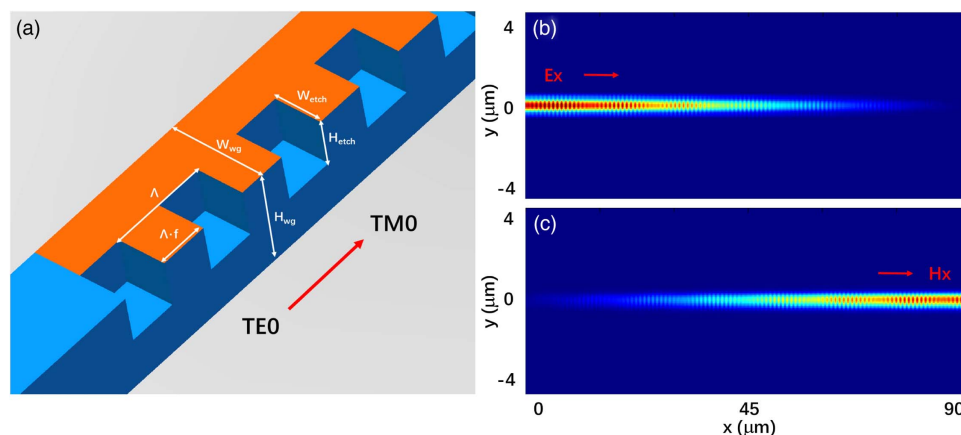 (a)
W_etch
H_etch
W_wg
Λ
H_wg
Λ·f
TM0
TE0
(b)
4
Ex
y (μm)
0
-4
(c)
4
Hx
y (μm)
0
-4
0
45
90
x (μm)